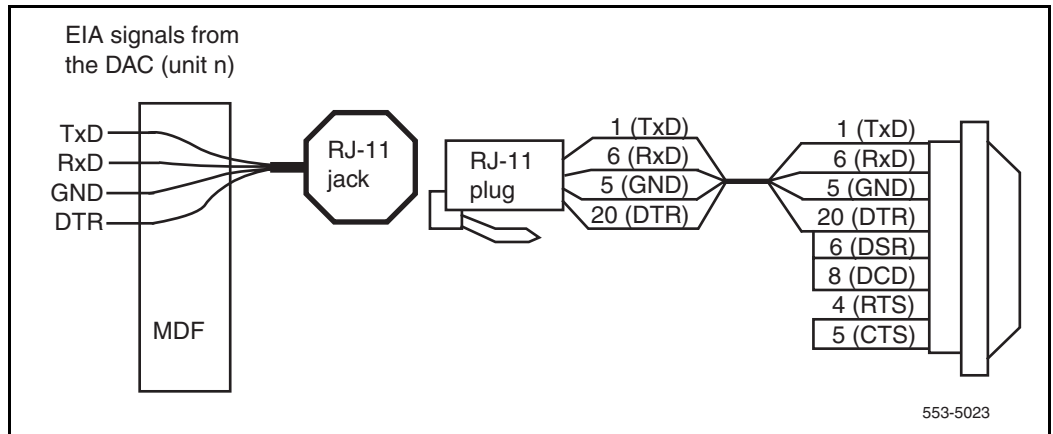 EIA signals from
the DAC (unit n)
TxD
RxD
GND
DTR
MDF
RJ-11
jack
RJ-11
plug
1 (TxD)
6 (RxD)
5 (GND)
20 (DTR)
1 (TxD)
6 (RxD)
5 (GND)
20 (DTR)
6 (DSR)
8 (DCD)
4 (RTS)
5 (CTS)
553-5023